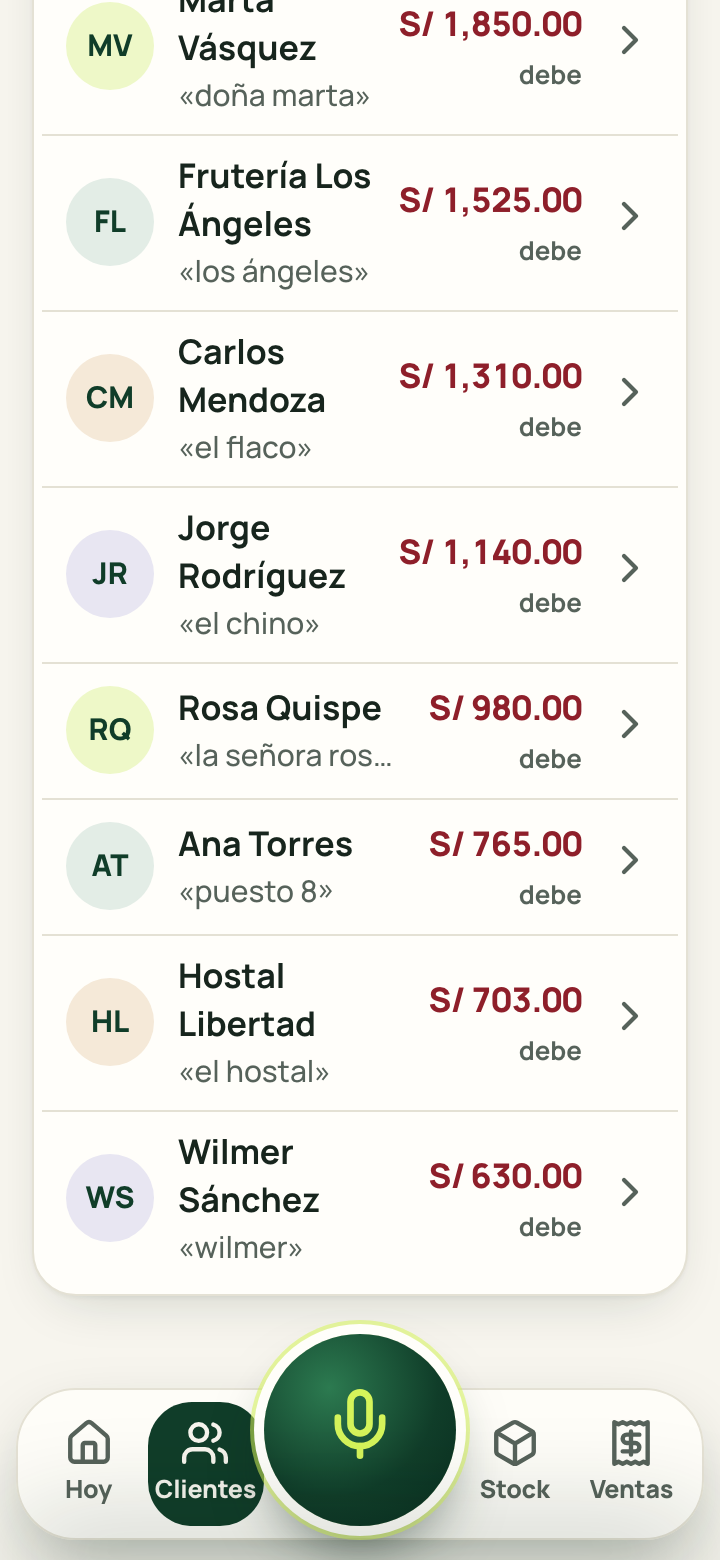 Marta
MV
Vásquez
«doña marta»
S/ 1,850.00
debe
FL
Frutería Los
Ángeles
«los ángeles»
S/ 1,525.00
debe
CM
Carlos
Mendoza
«el flaco»
S/ 1,310.00
debe
JR
Jorge
Rodríguez
«el chino»
S/ 1,140.00
debe
RQ
Rosa Quispe
«la señora ros...
S/ 980.00
debe
AT
Ana Torres
«puesto 8»
S/ 765.00
debe
HL
Hostal
Libertad
«el hostal»
S/ 703.00
debe
WS
Wilmer
Sánchez
«wilmer»
S/ 630.00
debe
Hoy
Clientes
Stock
Ventas